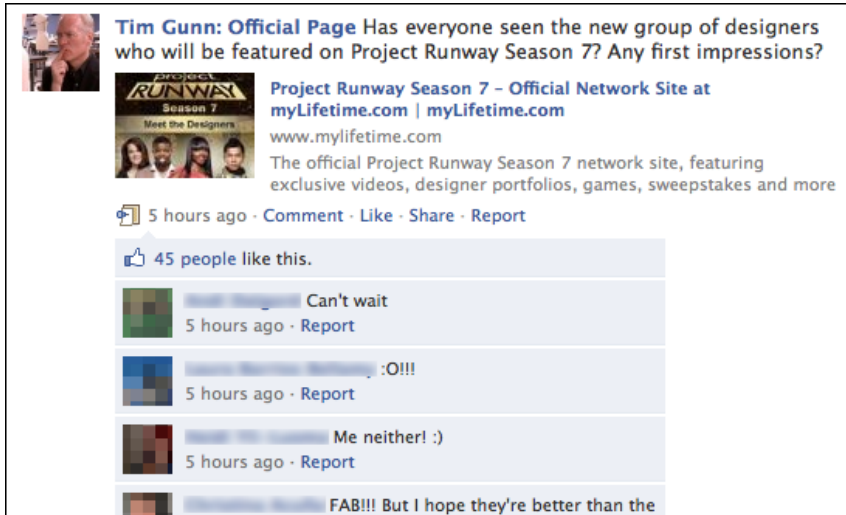 Tim Gunn: Official Page Has everyone seen the new group of designers
who will be featured on Project Runway Season 7? Any first impressions?
project
RUNWAY
Season 7
Meet the Designers
Project Runway Season 7 – Official Network Site at
myLifetime.com | myLifetime.com
www.mylifetime.com
The official Project Runway Season 7 network site, featuring
exclusive videos, designer portfolios, games, sweepstakes and more
5 hours ago · Comment · Like · Share · Report
45 people like this.
Can't wait
5 hours ago · Report
:O!!!
5 hours ago · Report
Me neither! :)
5 hours ago · Report
FAB!!! But I hope they're better than the